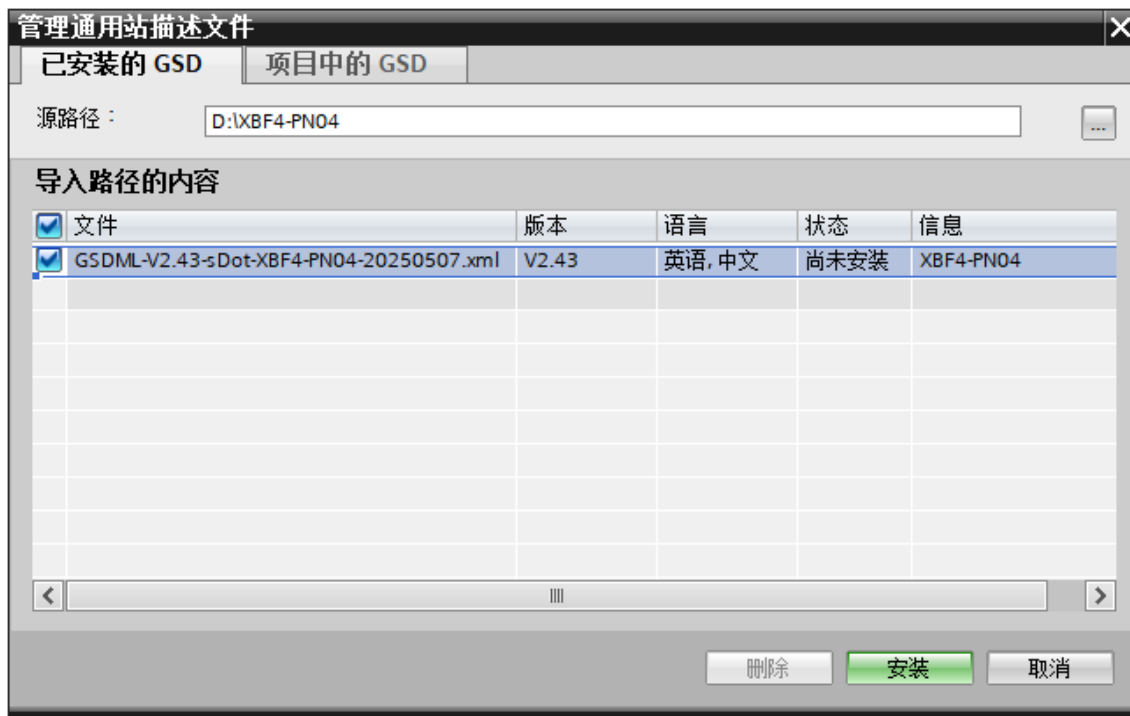 管理通用站描述文件
已安装的 GSD 项目中的 GSD
源路径： D:\XBF4-PN04 ...
导入路径的内容
文件 版本 语言 状态 信息
GSDML-V2.43-sDot-XBF4-PN04-20250507.xml V2.43 英语, 中文 尚未安装 XBF4-PN04
删除 安装 取消